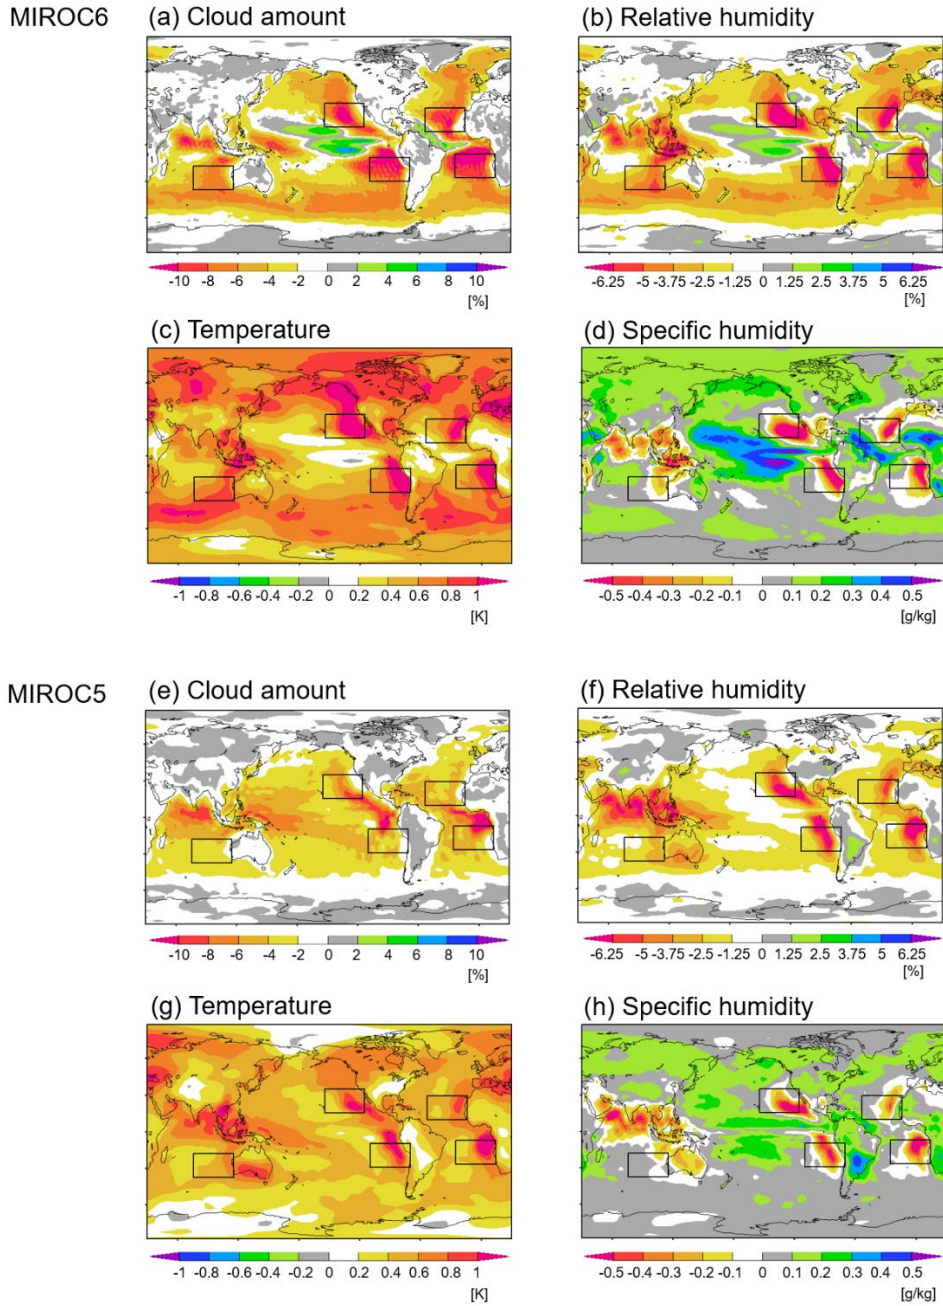 MIROC6
(a) Cloud amount
(b) Relative humidity
-10 -8 -6 -4 -2 0 2 4 6 8 10
[%]
-6.25 -5 -3.75 -2.5 -1.25 0 1.25 2.5 3.75 5 6.25
[%]
(c) Temperature
(d) Specific humidity
-1 -0.8 -0.6 -0.4 -0.2 0 0.2 0.4 0.6 0.8 1
[K]
-0.5 -0.4 -0.3 -0.2 -0.1 0 0.1 0.2 0.3 0.4 0.5
[g/kg]
MIROC5
(e) Cloud amount
(f) Relative humidity
-10 -8 -6 -4 -2 0 2 4 6 8 10
[%]
-6.25 -5 -3.75 -2.5 -1.25 0 1.25 2.5 3.75 5 6.25
[%]
(g) Temperature
(h) Specific humidity
-1 -0.8 -0.6 -0.4 -0.2 0 0.2 0.4 0.6 0.8 1
[K]
-0.5 -0.4 -0.3 -0.2 -0.1 0 0.1 0.2 0.3 0.4 0.5
[g/kg]